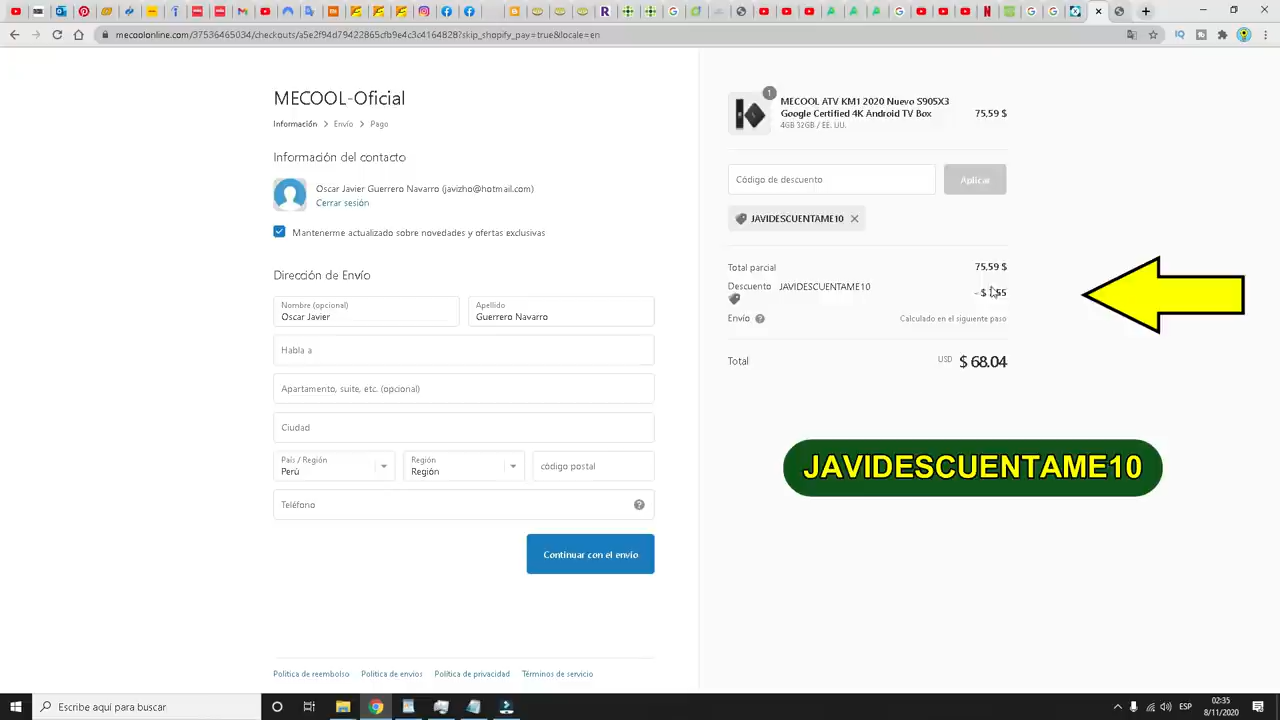 mecoolonline.com/37536465034/checkouts/a5e2f94d79422865cfb9e4c3c4164828?skip_shopify_pay=true&locale=en
MECOOL-Oficial
Información > Envío > Pago
Información del contacto
Oscar Javier Guerrero Navarro (javizho@hotmail.com)
Cerrar sesión
Mantenerme actualizado sobre novedades y ofertas exclusivas
Dirección de Envío
Nombre (opcional)
Oscar Javier
Apellido
Guerrero Navarro
Habla a
Apartamento, suite, etc. (opcional)
Ciudad
País / Región
Perú
Región
Región
código postal
Teléfono
Continuar con el envío
Política de reembolso Política de envíos Política de privacidad Términos de servicio
1
MECOOL ATV KM1 2020 Nuevo S905X3
Google Certified 4K Android TV Box
4GB 32GB / EE. UU.
75,59 $
Código de descuento
Aplicar
JAVIDESCUENTAME10
Total parcial 75,59 $
Descuento JAVIDESCUENTAME10
Envío Calculado en el siguiente paso
Total USD $ 68.04
JAVIDESCUENTAME10
Escribe aquí para buscar
ESP
02:35
8/11/2020